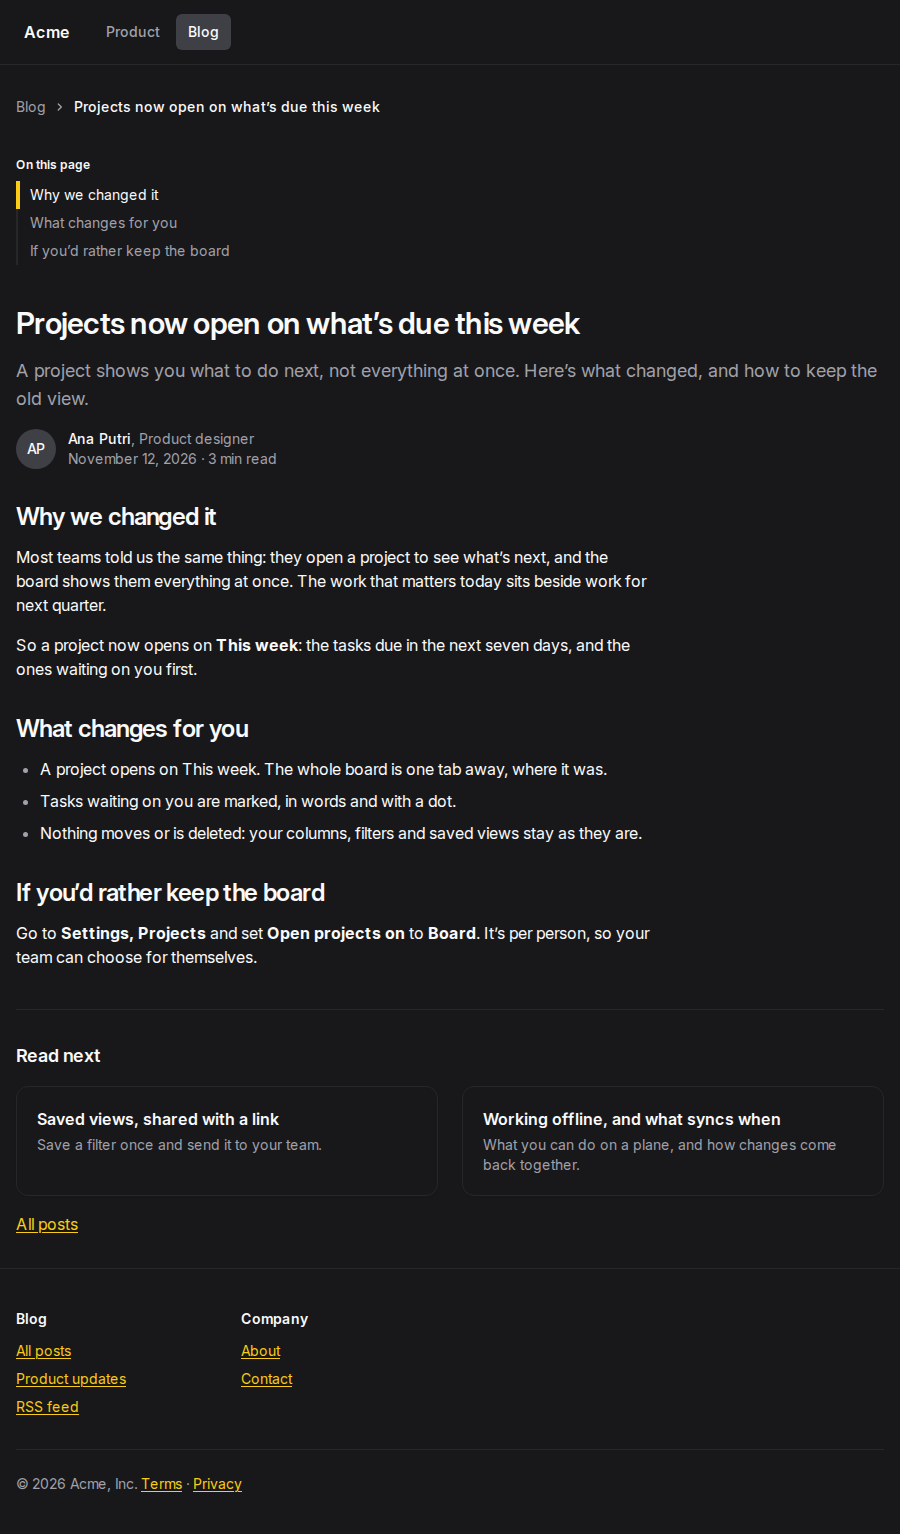 Acme Product Blog
Blog > Projects now open on what’s due this week
On this page
Why we changed it
What changes for you
If you’d rather keep the board
Projects now open on what’s due this week
A project shows you what to do next, not everything at once. Here’s what changed, and how to keep the
old view.
AP
Ana Putri, Product designer
November 12, 2026 · 3 min read
Why we changed it
Most teams told us the same thing: they open a project to see what’s next, and the
board shows them everything at once. The work that matters today sits beside work for
next quarter.
So a project now opens on This week: the tasks due in the next seven days, and the
ones waiting on you first.
What changes for you
• A project opens on This week. The whole board is one tab away, where it was.
• Tasks waiting on you are marked, in words and with a dot.
• Nothing moves or is deleted: your columns, filters and saved views stay as they are.
If you’d rather keep the board
Go to Settings, Projects and set Open projects on to Board. It’s per person, so your
team can choose for themselves.
Read next
Saved views, shared with a link
Save a filter once and send it to your team.
Working offline, and what syncs when
What you can do on a plane, and how changes come
back together.
All posts
Blog
All posts
Product updates
RSS feed
Company
About
Contact
© 2026 Acme, Inc. Terms · Privacy